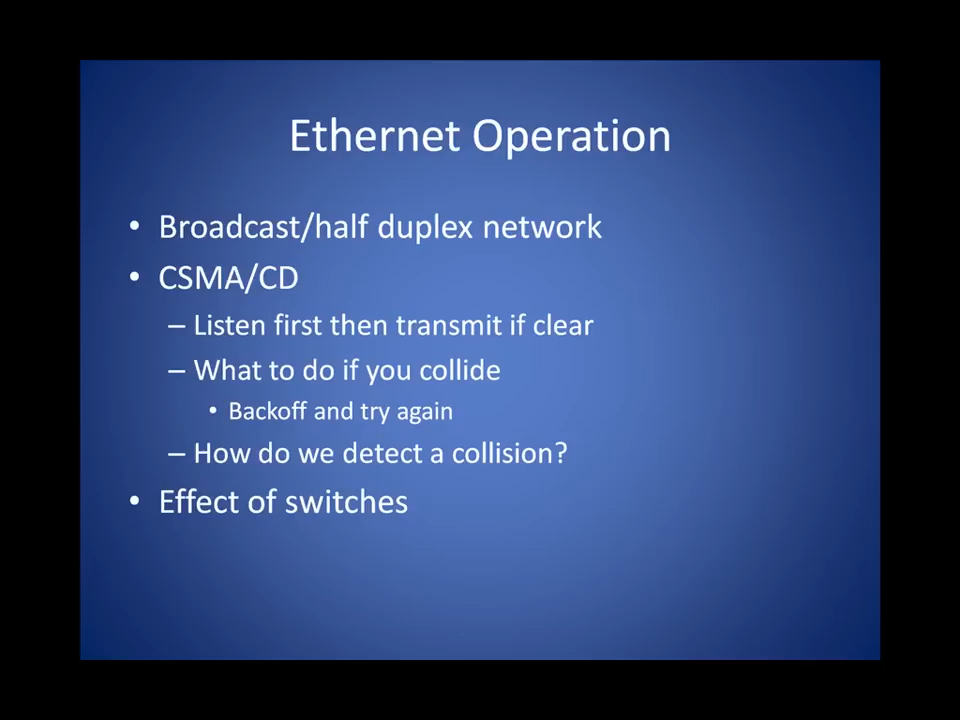 Ethernet Operation
• Broadcast/half duplex network
• CSMA/CD
– Listen first then transmit if clear
– What to do if you collide
• Backoff and try again
– How do we detect a collision?
• Effect of switches